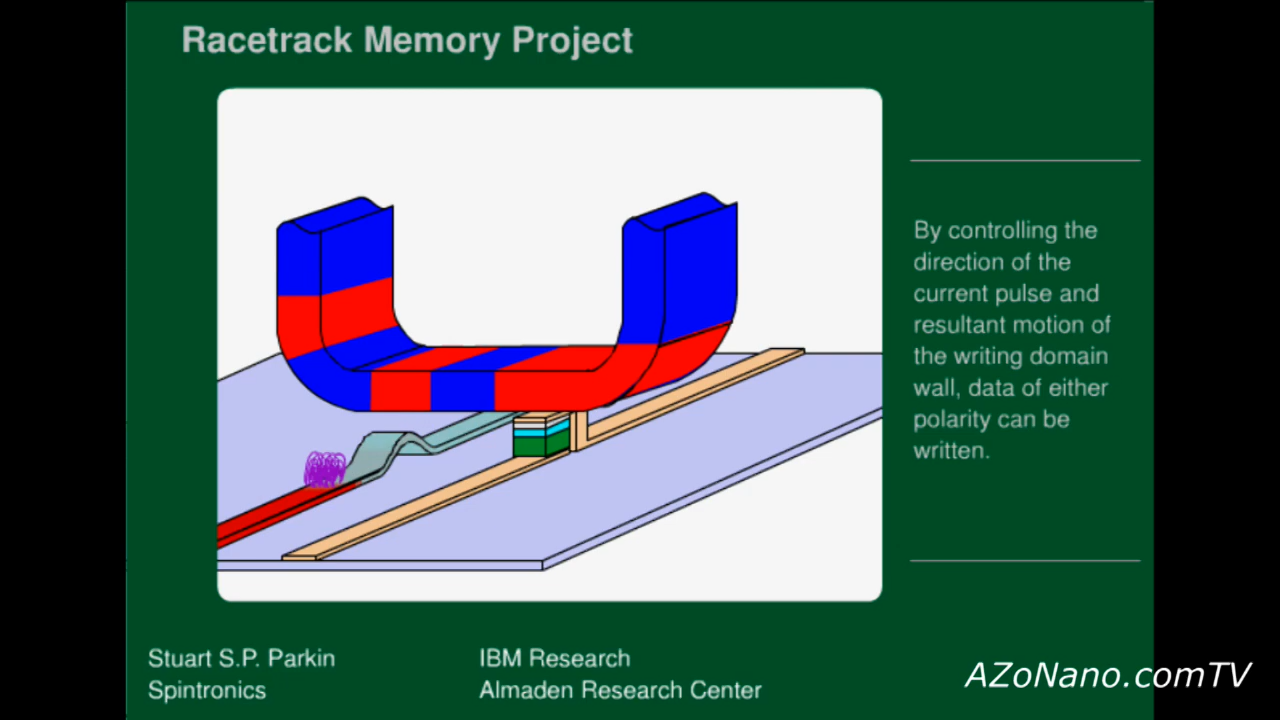 Racetrack Memory Project
By controlling the
direction of the
current pulse and
resultant motion of
the writing domain
wall, data of either
polarity can be
written.
Stuart S.P. Parkin
Spintronics
IBM Research
Almaden Research Center
AZoNano.comTV